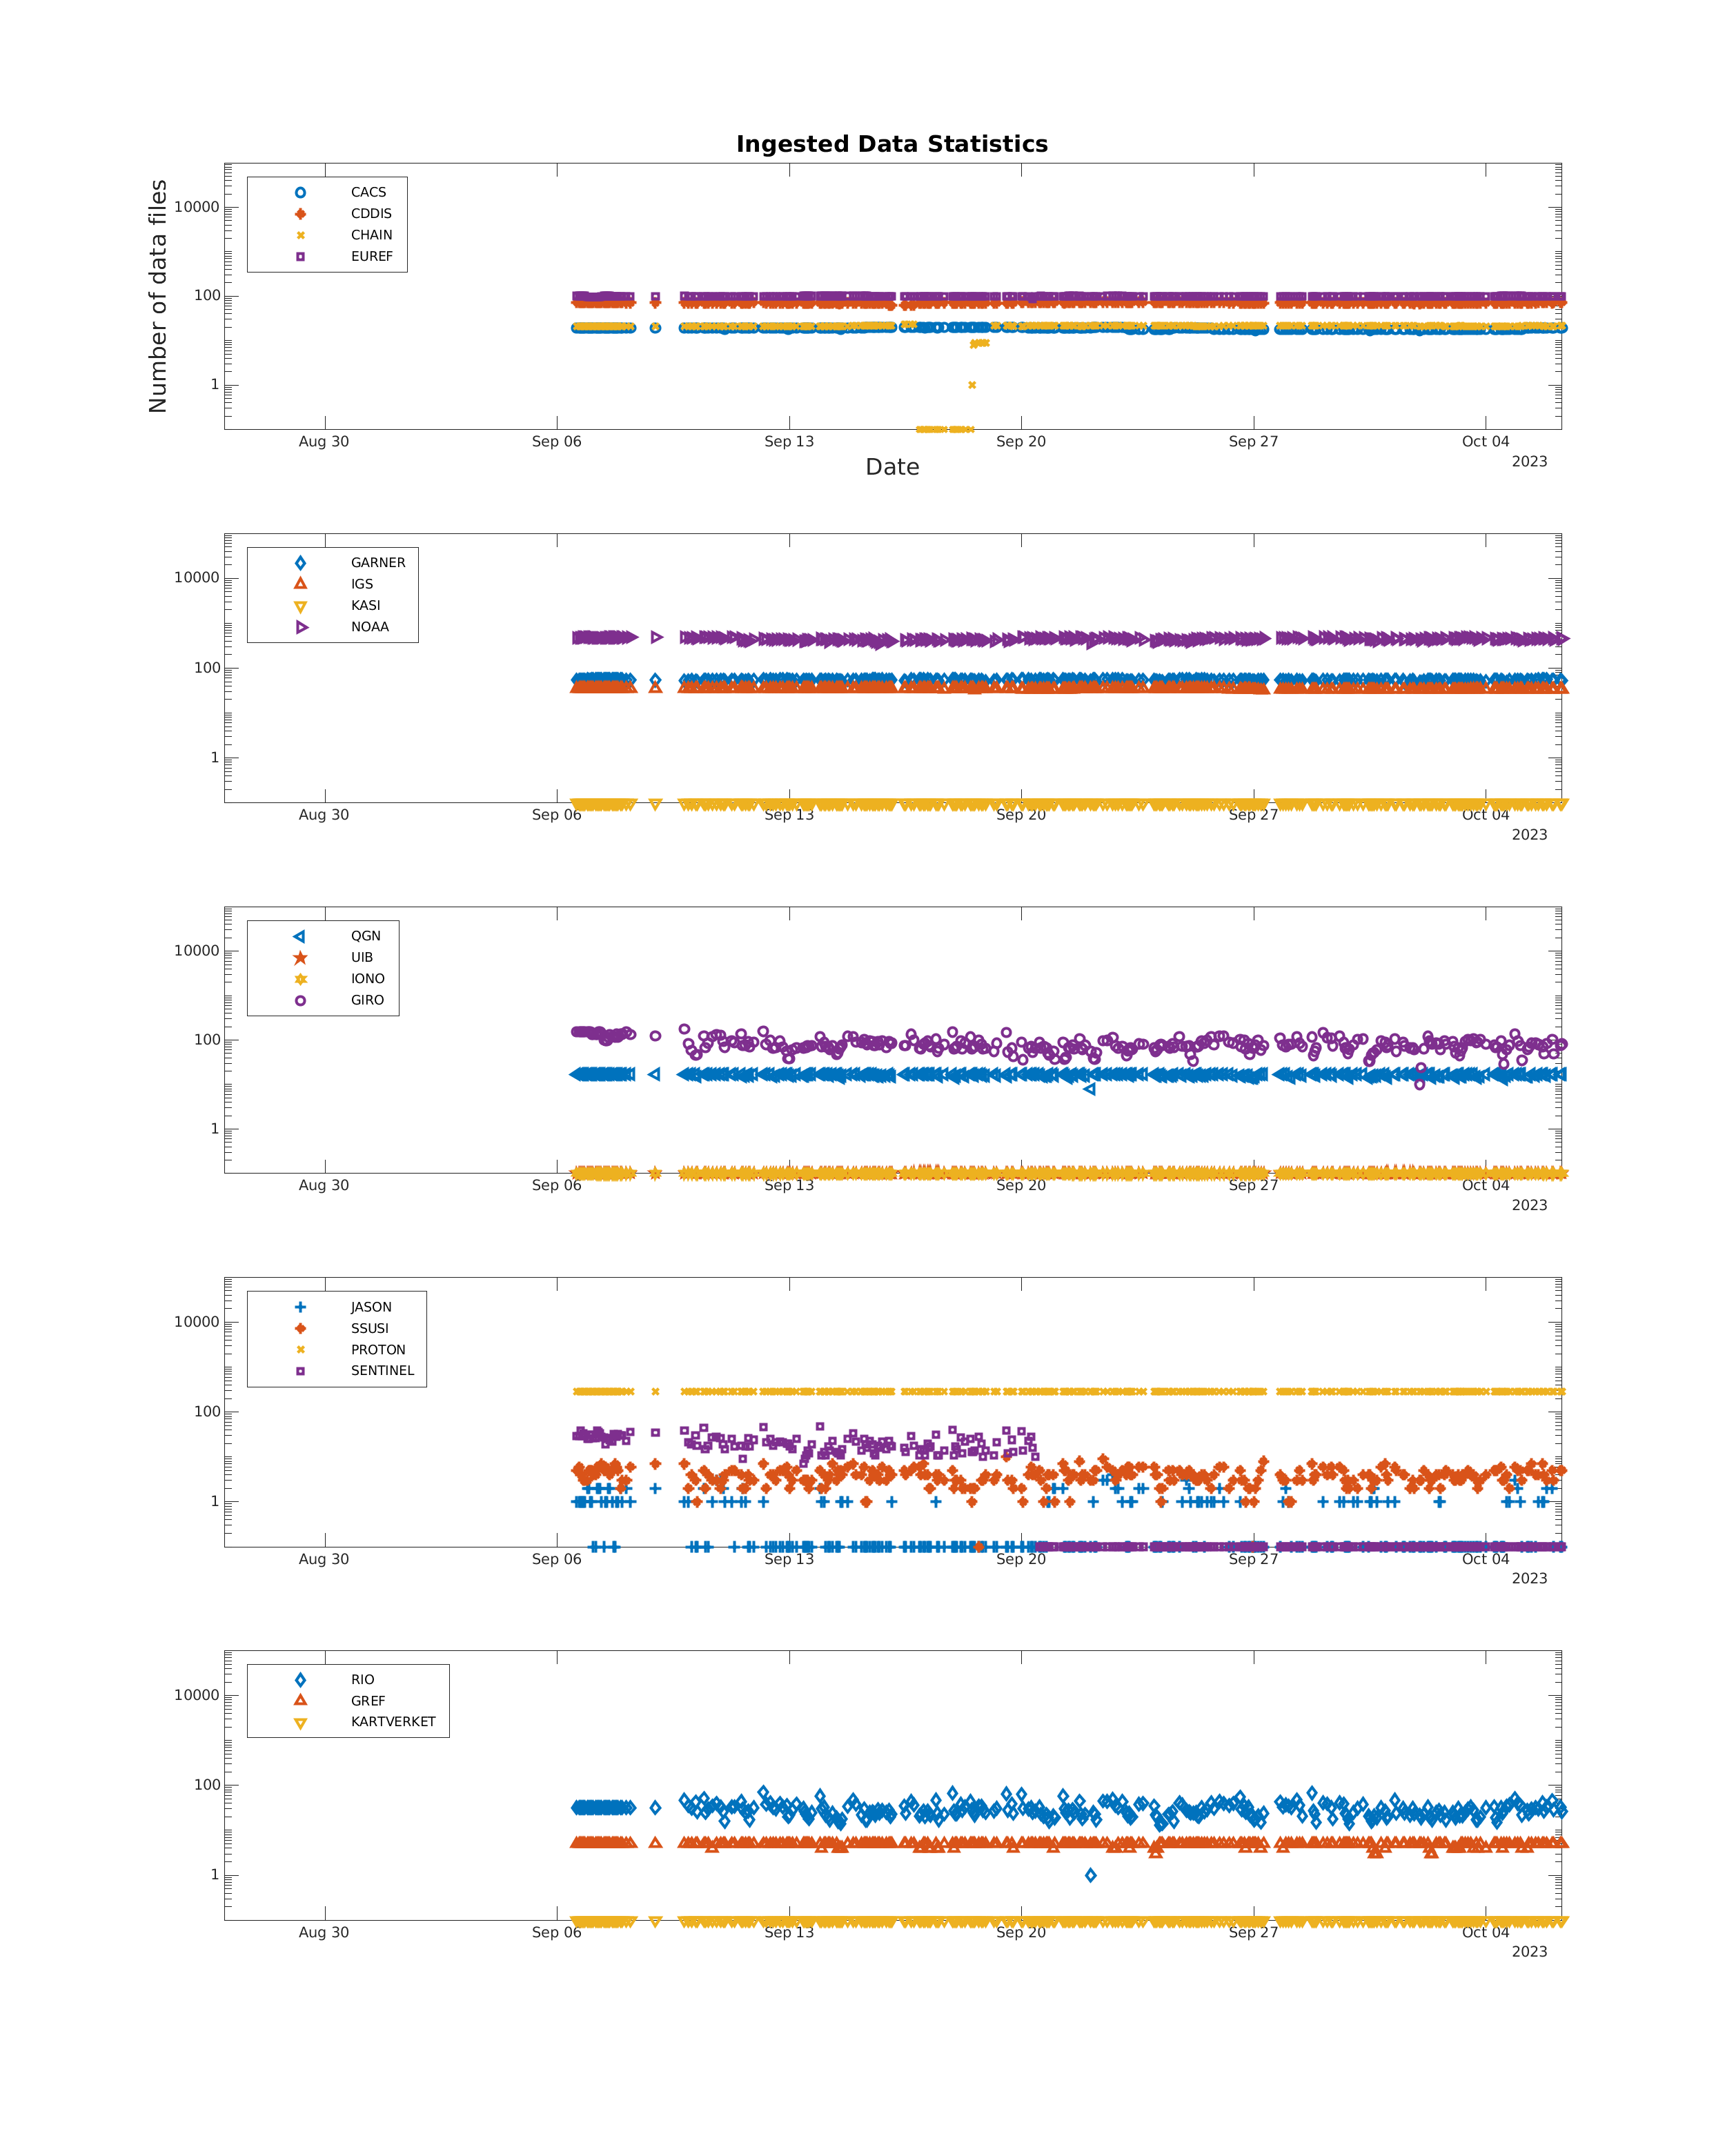 Ingested Data Statistics
Number of data files
10000
100
1
CACS
CDDIS
CHAIN
EUREF
Aug 30 Sep 06 Sep 13 Sep 20 Sep 27 Oct 04
2023
Date
10000
100
1
GARNER
IGS
KASI
NOAA
Aug 30 Sep 06 Sep 13 Sep 20 Sep 27 Oct 04
2023
10000
100
1
QGN
UIB
IONO
GIRO
Aug 30 Sep 06 Sep 13 Sep 20 Sep 27 Oct 04
2023
10000
100
1
JASON
SSUSI
PROTON
SENTINEL
Aug 30 Sep 06 Sep 13 Sep 20 Sep 27 Oct 04
2023
10000
100
1
RIO
GREF
KARTVERKET
Aug 30 Sep 06 Sep 13 Sep 20 Sep 27 Oct 04
2023